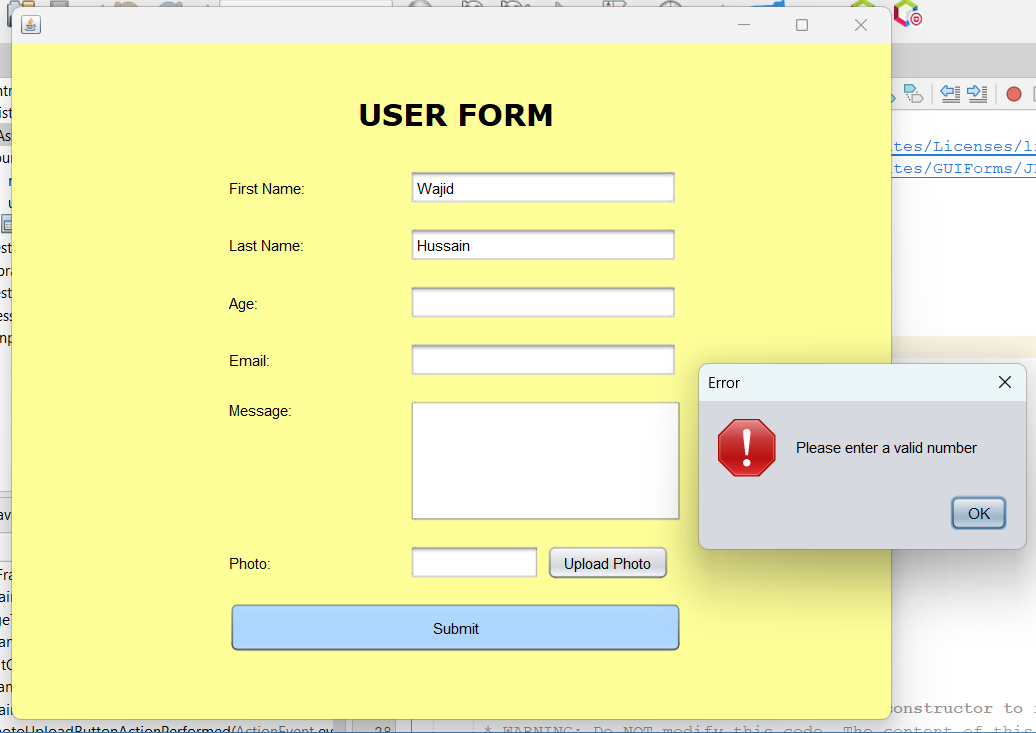 USER FORM
First Name:
Wajid
Last Name:
Hussain
Age:
Email:
Message:
Photo:
Upload Photo
Submit
Error
Please enter a valid number
OK
tes/Licenses/l
tes/GUIForms/J
constructor to
otoUploadButtonActionPerformed(ActionEvent ev
28
* WARNING: Do NOT modify this code. The content of this